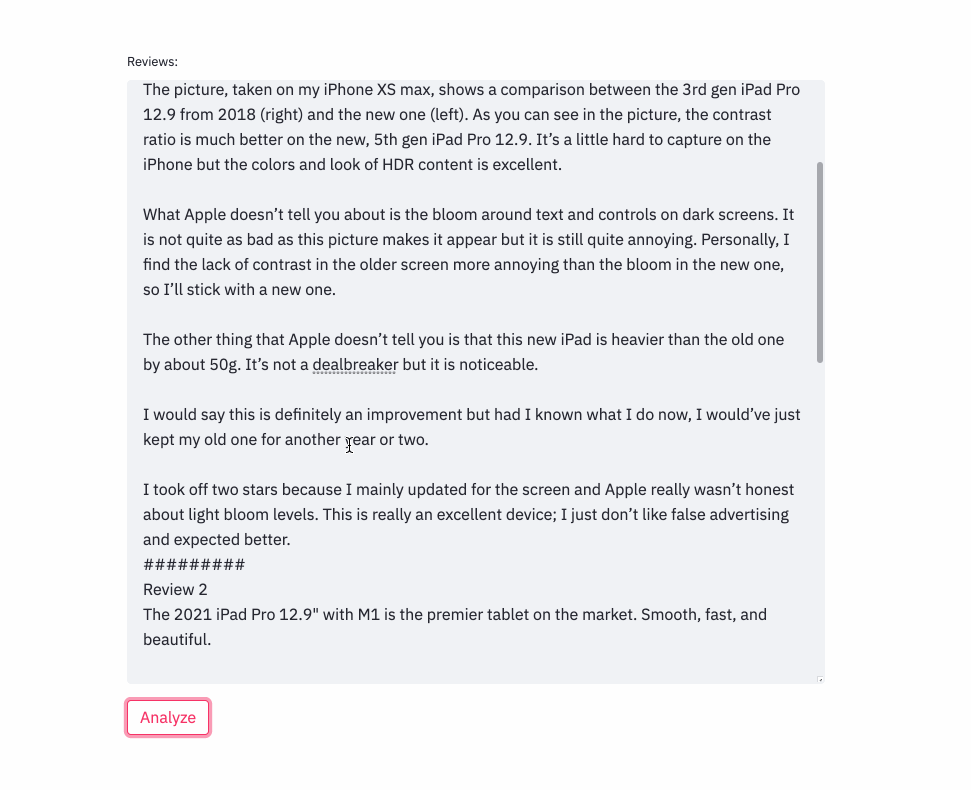 Reviews:
The picture, taken on my iPhone XS max, shows a comparison between the 3rd gen iPad Pro
12.9 from 2018 (right) and the new one (left). As you can see in the picture, the contrast
ratio is much better on the new, 5th gen iPad Pro 12.9. It’s a little hard to capture on the
iPhone but the colors and look of HDR content is excellent.
What Apple doesn’t tell you about is the bloom around text and controls on dark screens. It
is not quite as bad as this picture makes it appear but it is still quite annoying. Personally, I
find the lack of contrast in the older screen more annoying than the bloom in the new one,
so I’ll stick with a new one.
The other thing that Apple doesn’t tell you is that this new iPad is heavier than the old one
by about 50g. It’s not a dealbreaker but it is noticeable.
I would say this is definitely an improvement but had I known what I do now, I would’ve just
kept my old one for another year or two.
I took off two stars because I mainly updated for the screen and Apple really wasn’t honest
about light bloom levels. This is really an excellent device; I just don’t like false advertising
and expected better.
#########
Review 2
The 2021 iPad Pro 12.9" with M1 is the premier tablet on the market. Smooth, fast, and
beautiful.
Analyze